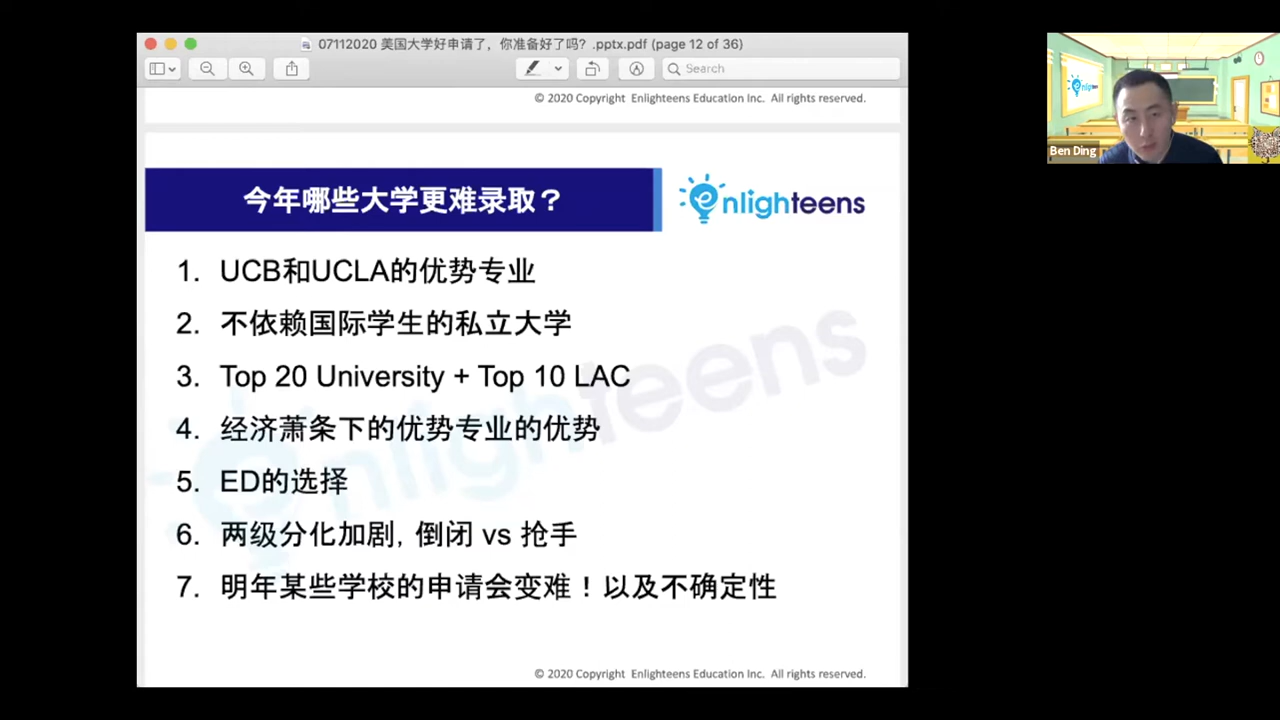 07112020 美国大学好申请了，你准备好了吗？.pptx.pdf (page 12 of 36)
Search
© 2020 Copyright Enlighteens Education Inc. All rights reserved.
今年哪些大学更难录取？
enlighteens
1. UCB和UCLA的优势专业
2. 不依赖国际学生的私立大学
3. Top 20 University + Top 10 LAC
4. 经济萧条下的优势专业的优势
5. ED的选择
6. 两级分化加剧, 倒闭 vs 抢手
7. 明年某些学校的申请会变难！以及不确定性
enlighteens
© 2020 Copyright Enlighteens Education Inc. All rights reserved.
Ben Ding